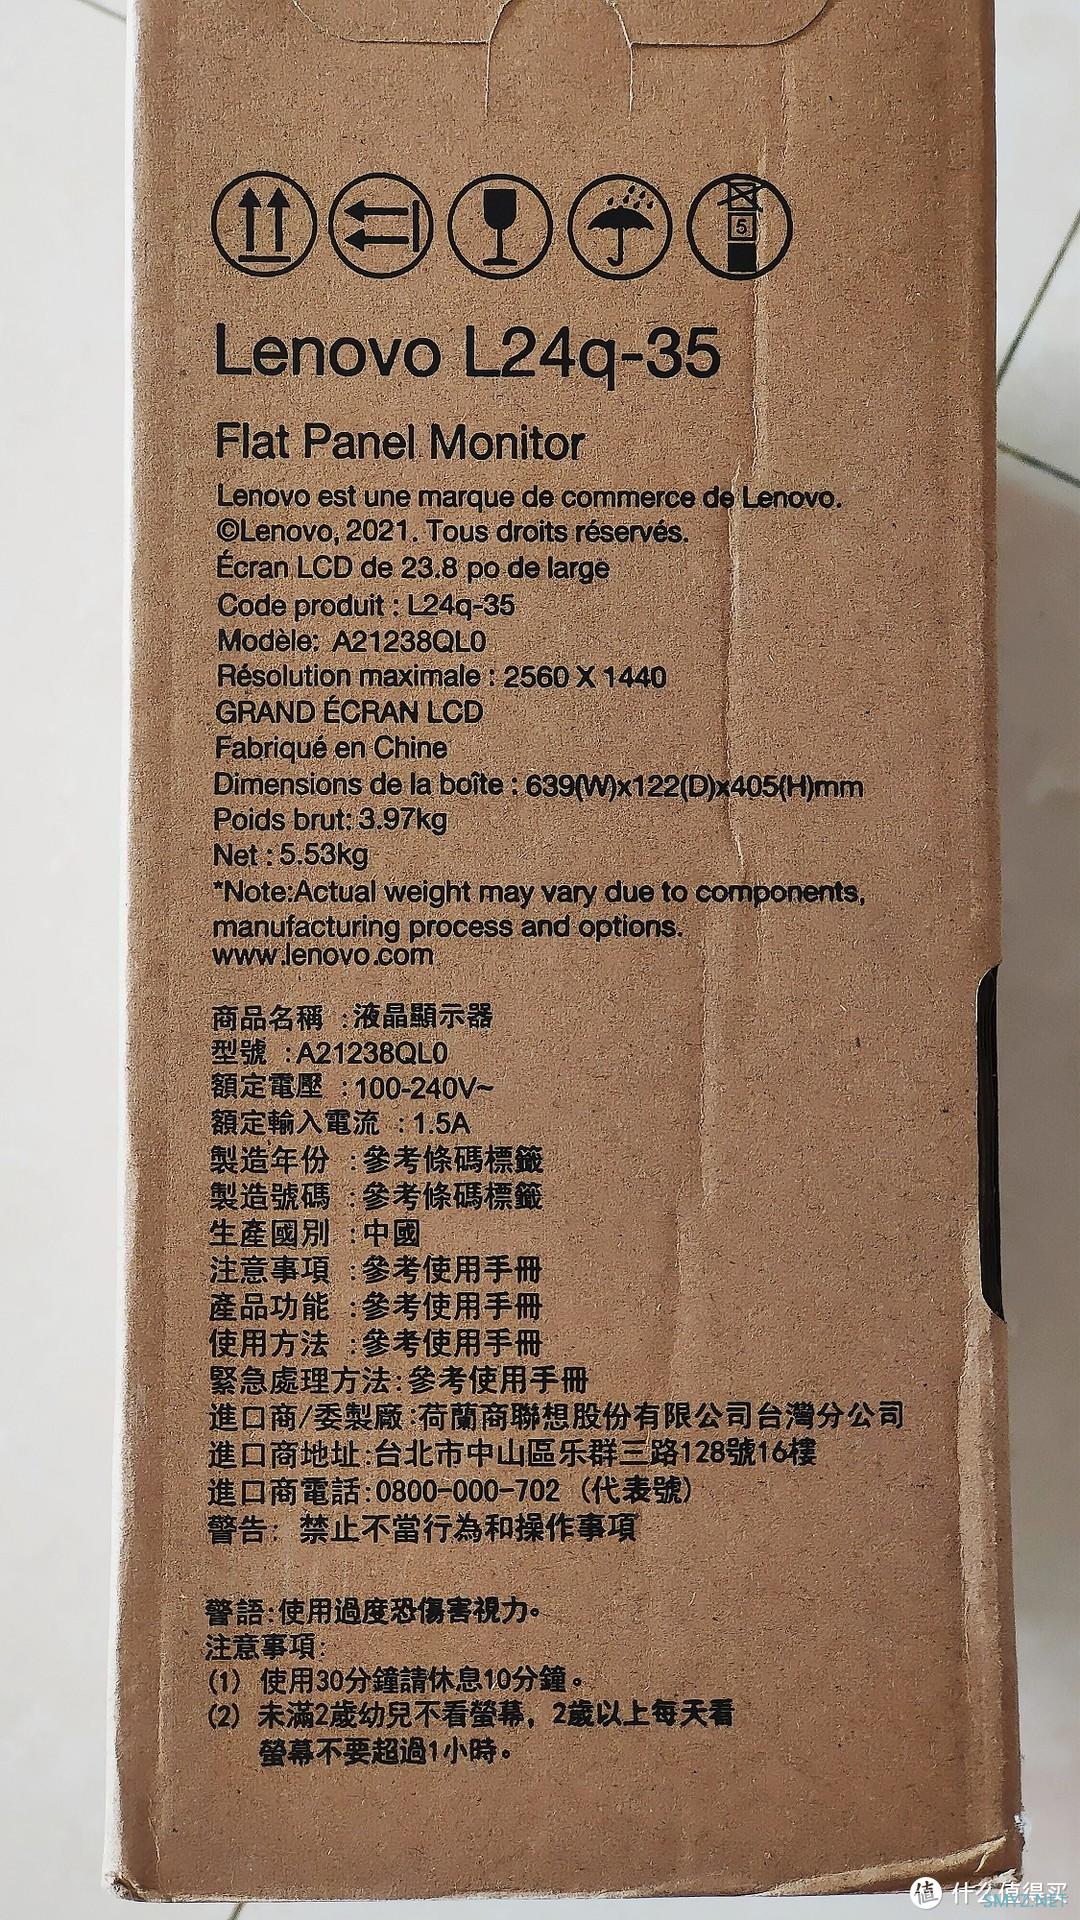 5
Lenovo L24q-35
Flat Panel Monitor
Lenovo est une marque de commerce de Lenovo.
©Lenovo, 2021. Tous droits réservés.
Écran LCD de 23.8 po de large
Code produit : L24q-35
Modèle: A21238QL0
Résolution maximale : 2560 X 1440
GRAND ÉCRAN LCD
Fabriqué en Chine
Dimensions de la boîte : 639(W)x122(D)x405(H)mm
Poids brut: 3.97kg
Net : 5.53kg
*Note:Actual weight may vary due to components,
manufacturing process and options.
www.lenovo.com
商品名稱 :液晶顯示器
型號 :A21238QL0
額定電壓 :100-240V~
額定輸入電流 :1.5A
製造年份 :參考條碼標籤
製造號碼 :參考條碼標籤
生產國別 :中國
注意事項 :參考使用手冊
產品功能 :參考使用手冊
使用方法 :參考使用手冊
緊急處理方法:參考使用手冊
進口商/委製廠:荷蘭商聯想股份有限公司台灣分公司
進口商地址:台北市中山區乐群三路128號16樓
進口商電話:0800-000-702 (代表號)
警告: 禁止不當行為和操作事項
警語:使用過度恐傷害視力。
注意事項:
(1) 使用30分鐘請休息10分鐘。
(2) 未滿2歲幼兒不看螢幕, 2歲以上每天看
螢幕不要超過1小時。
值 什么值得买
SMYZ.NET